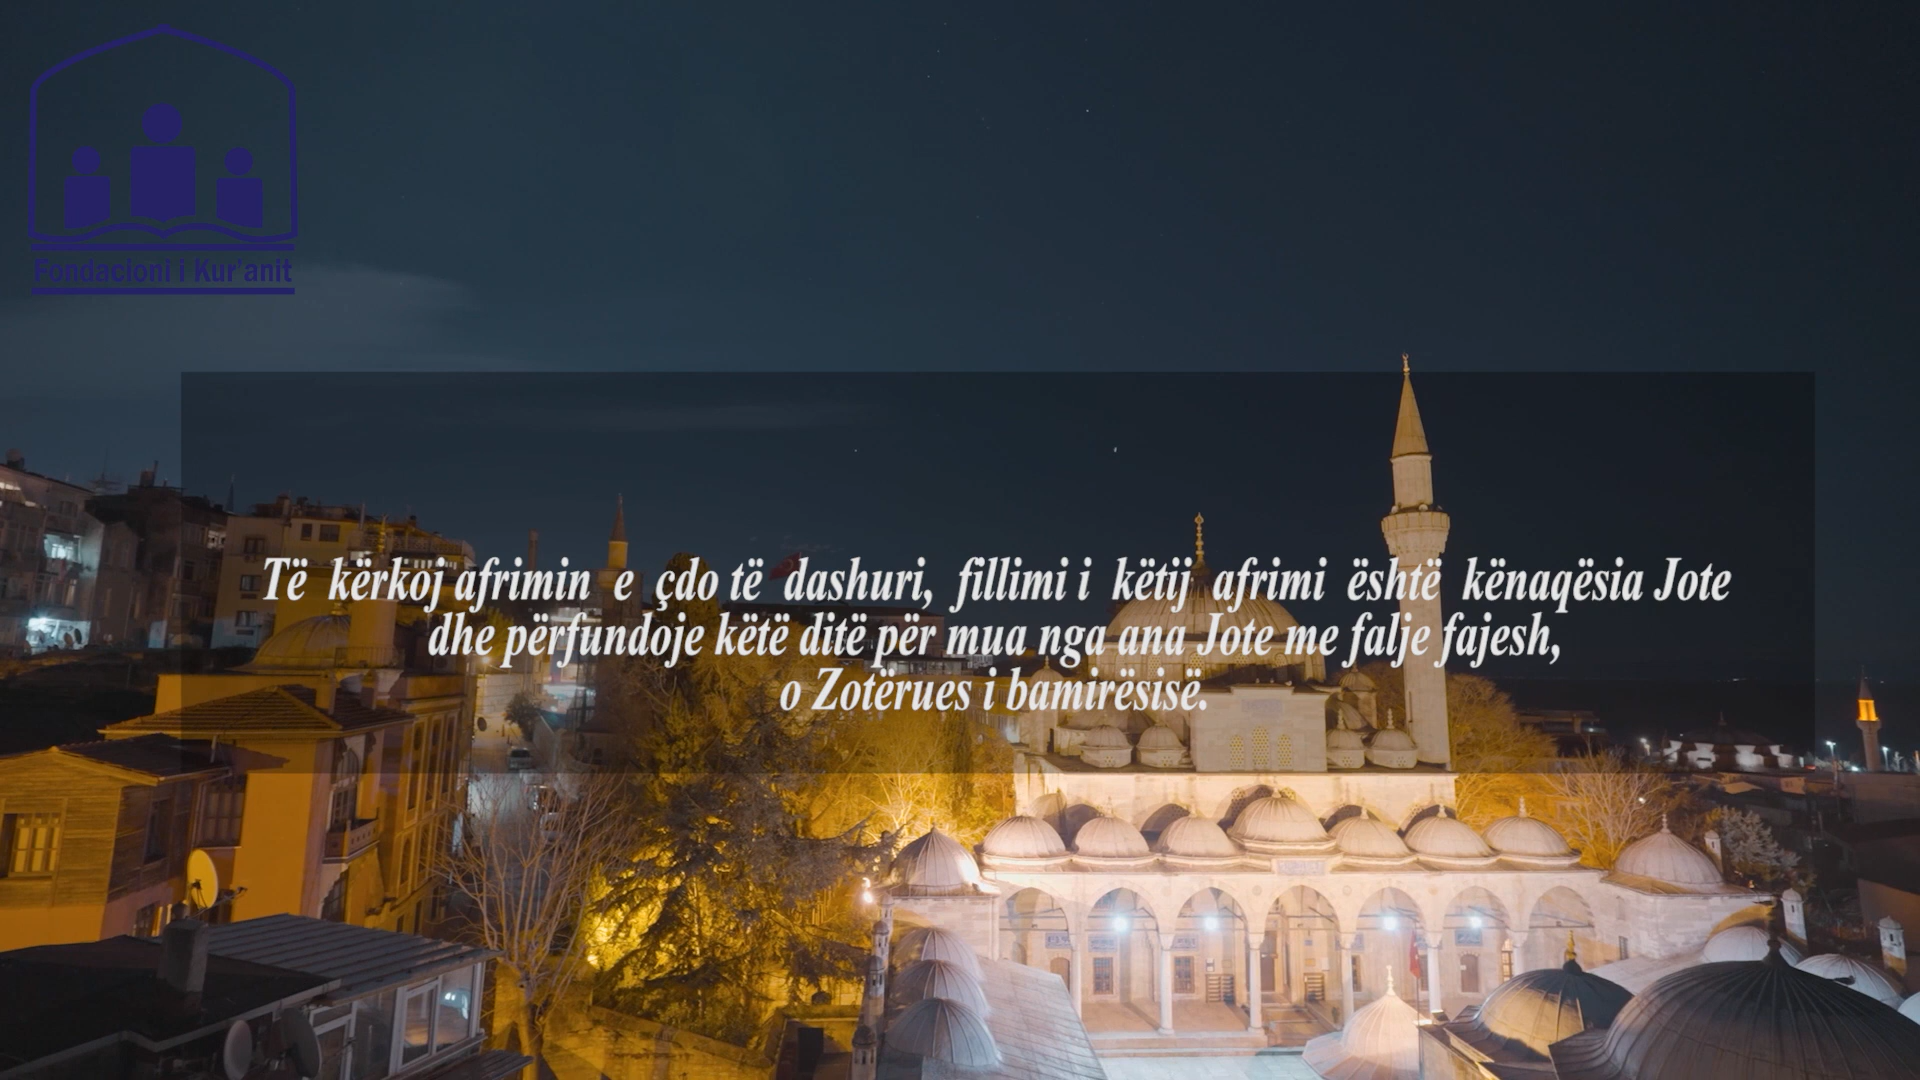 Fondacioni i Kur'anit
Të kërkoj afrimin e çdo të dashuri, fillimi i këtij afrimi është kënaqësia Jote
dhe përfundoje këtë ditë për mua nga ana Jote me falje fajesh,
o Zotërues i bamirësisë.